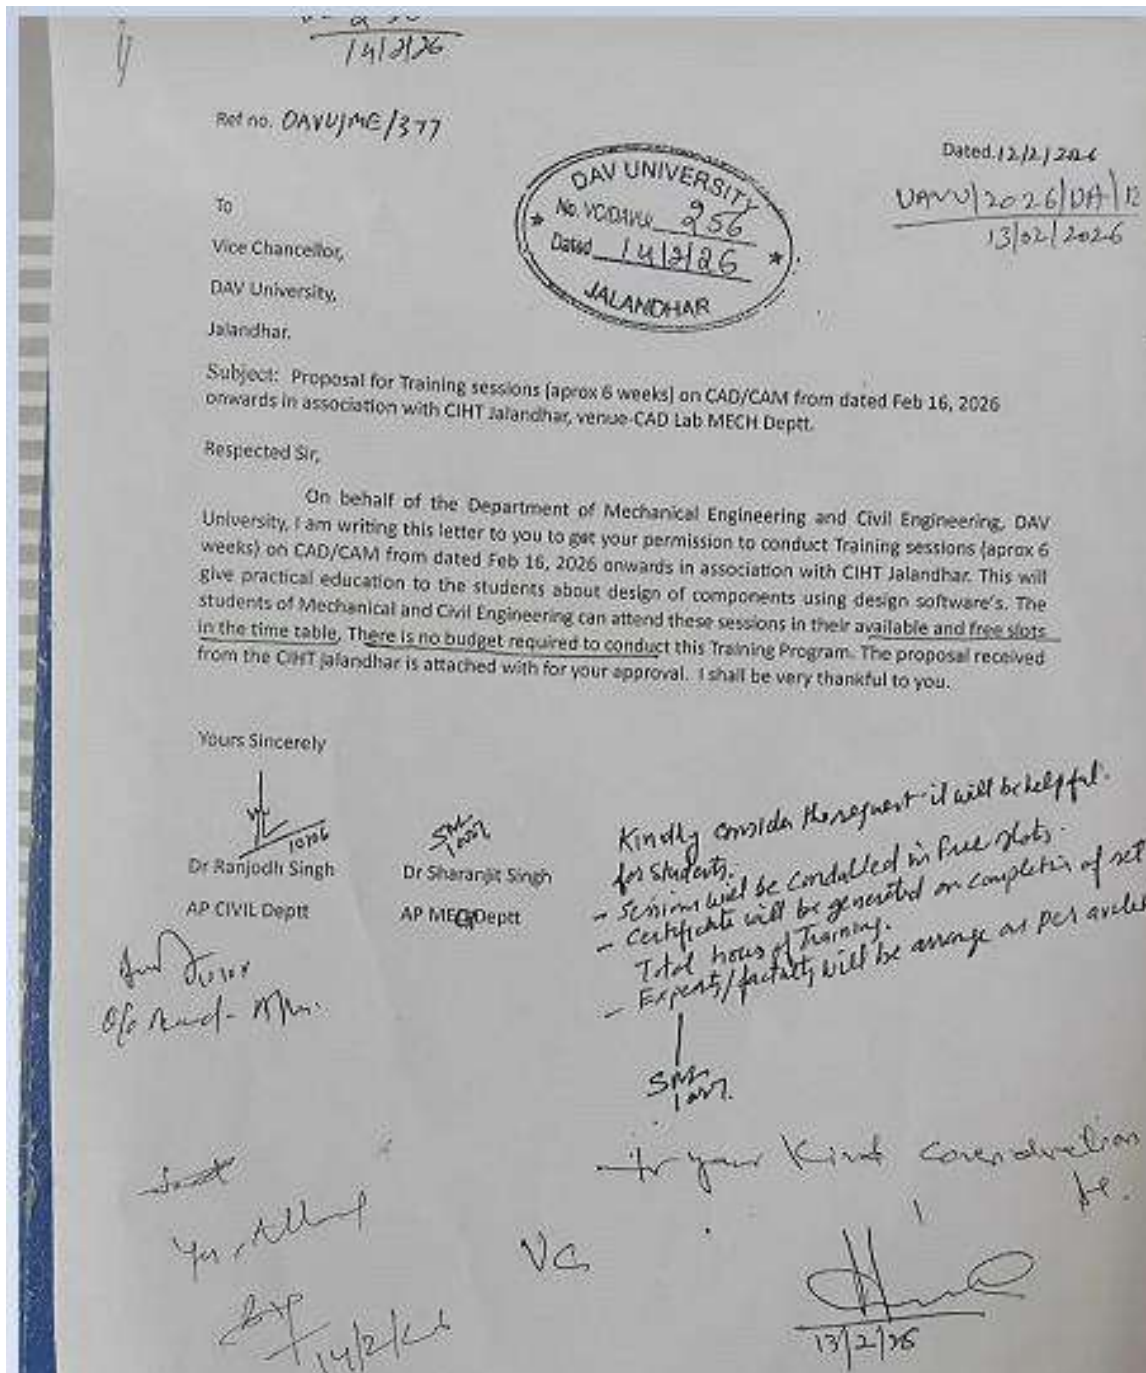 14/2/26
Ref no. DAVU/ME/377
Dated.12/2/2026
DAVU/2026/DA/12
13/02/2026
DAV UNIVERSITY
No. VC/DAVU/ 256
Dated 14/2/26
JALANDHAR
To
Vice Chancellor,
DAV University,
Jalandhar.
Subject: Proposal for Training sessions (aprox 6 weeks) on CAD/CAM from dated Feb 16, 2026
onwards in association with CIHT Jalandhar, venue-CAD Lab MECH Deptt.
Respected Sir,
On behalf of the Department of Mechanical Engineering and Civil Engineering, DAV
University, I am writing this letter to you to get your permission to conduct Training sessions (aprox 6
weeks) on CAD/CAM from dated Feb 16, 2026 onwards in association with CIHT Jalandhar. This will
give practical education to the students about design of components using design software's. The
students of Mechanical and Civil Engineering can attend these sessions in their available and free slots
in the time table, There is no budget required to conduct this Training Program. The proposal received
from the CIHT Jalandhar is attached with for your approval. I shall be very thankful to you.
Yours Sincerely
Dr Ranjodh Singh
Dr Sharanjit Singh
AP CIVIL Deptt
AP MECH Deptt
Kindly consider the request it will be helpful.
for students.
- Sessions will be conducted in free slots.
- Certificate will be generated on completion of set
Total hours of Training.
- Experts/faculty will be arrange as per
for your kind consideration
VC
14/2/26
13/2/26